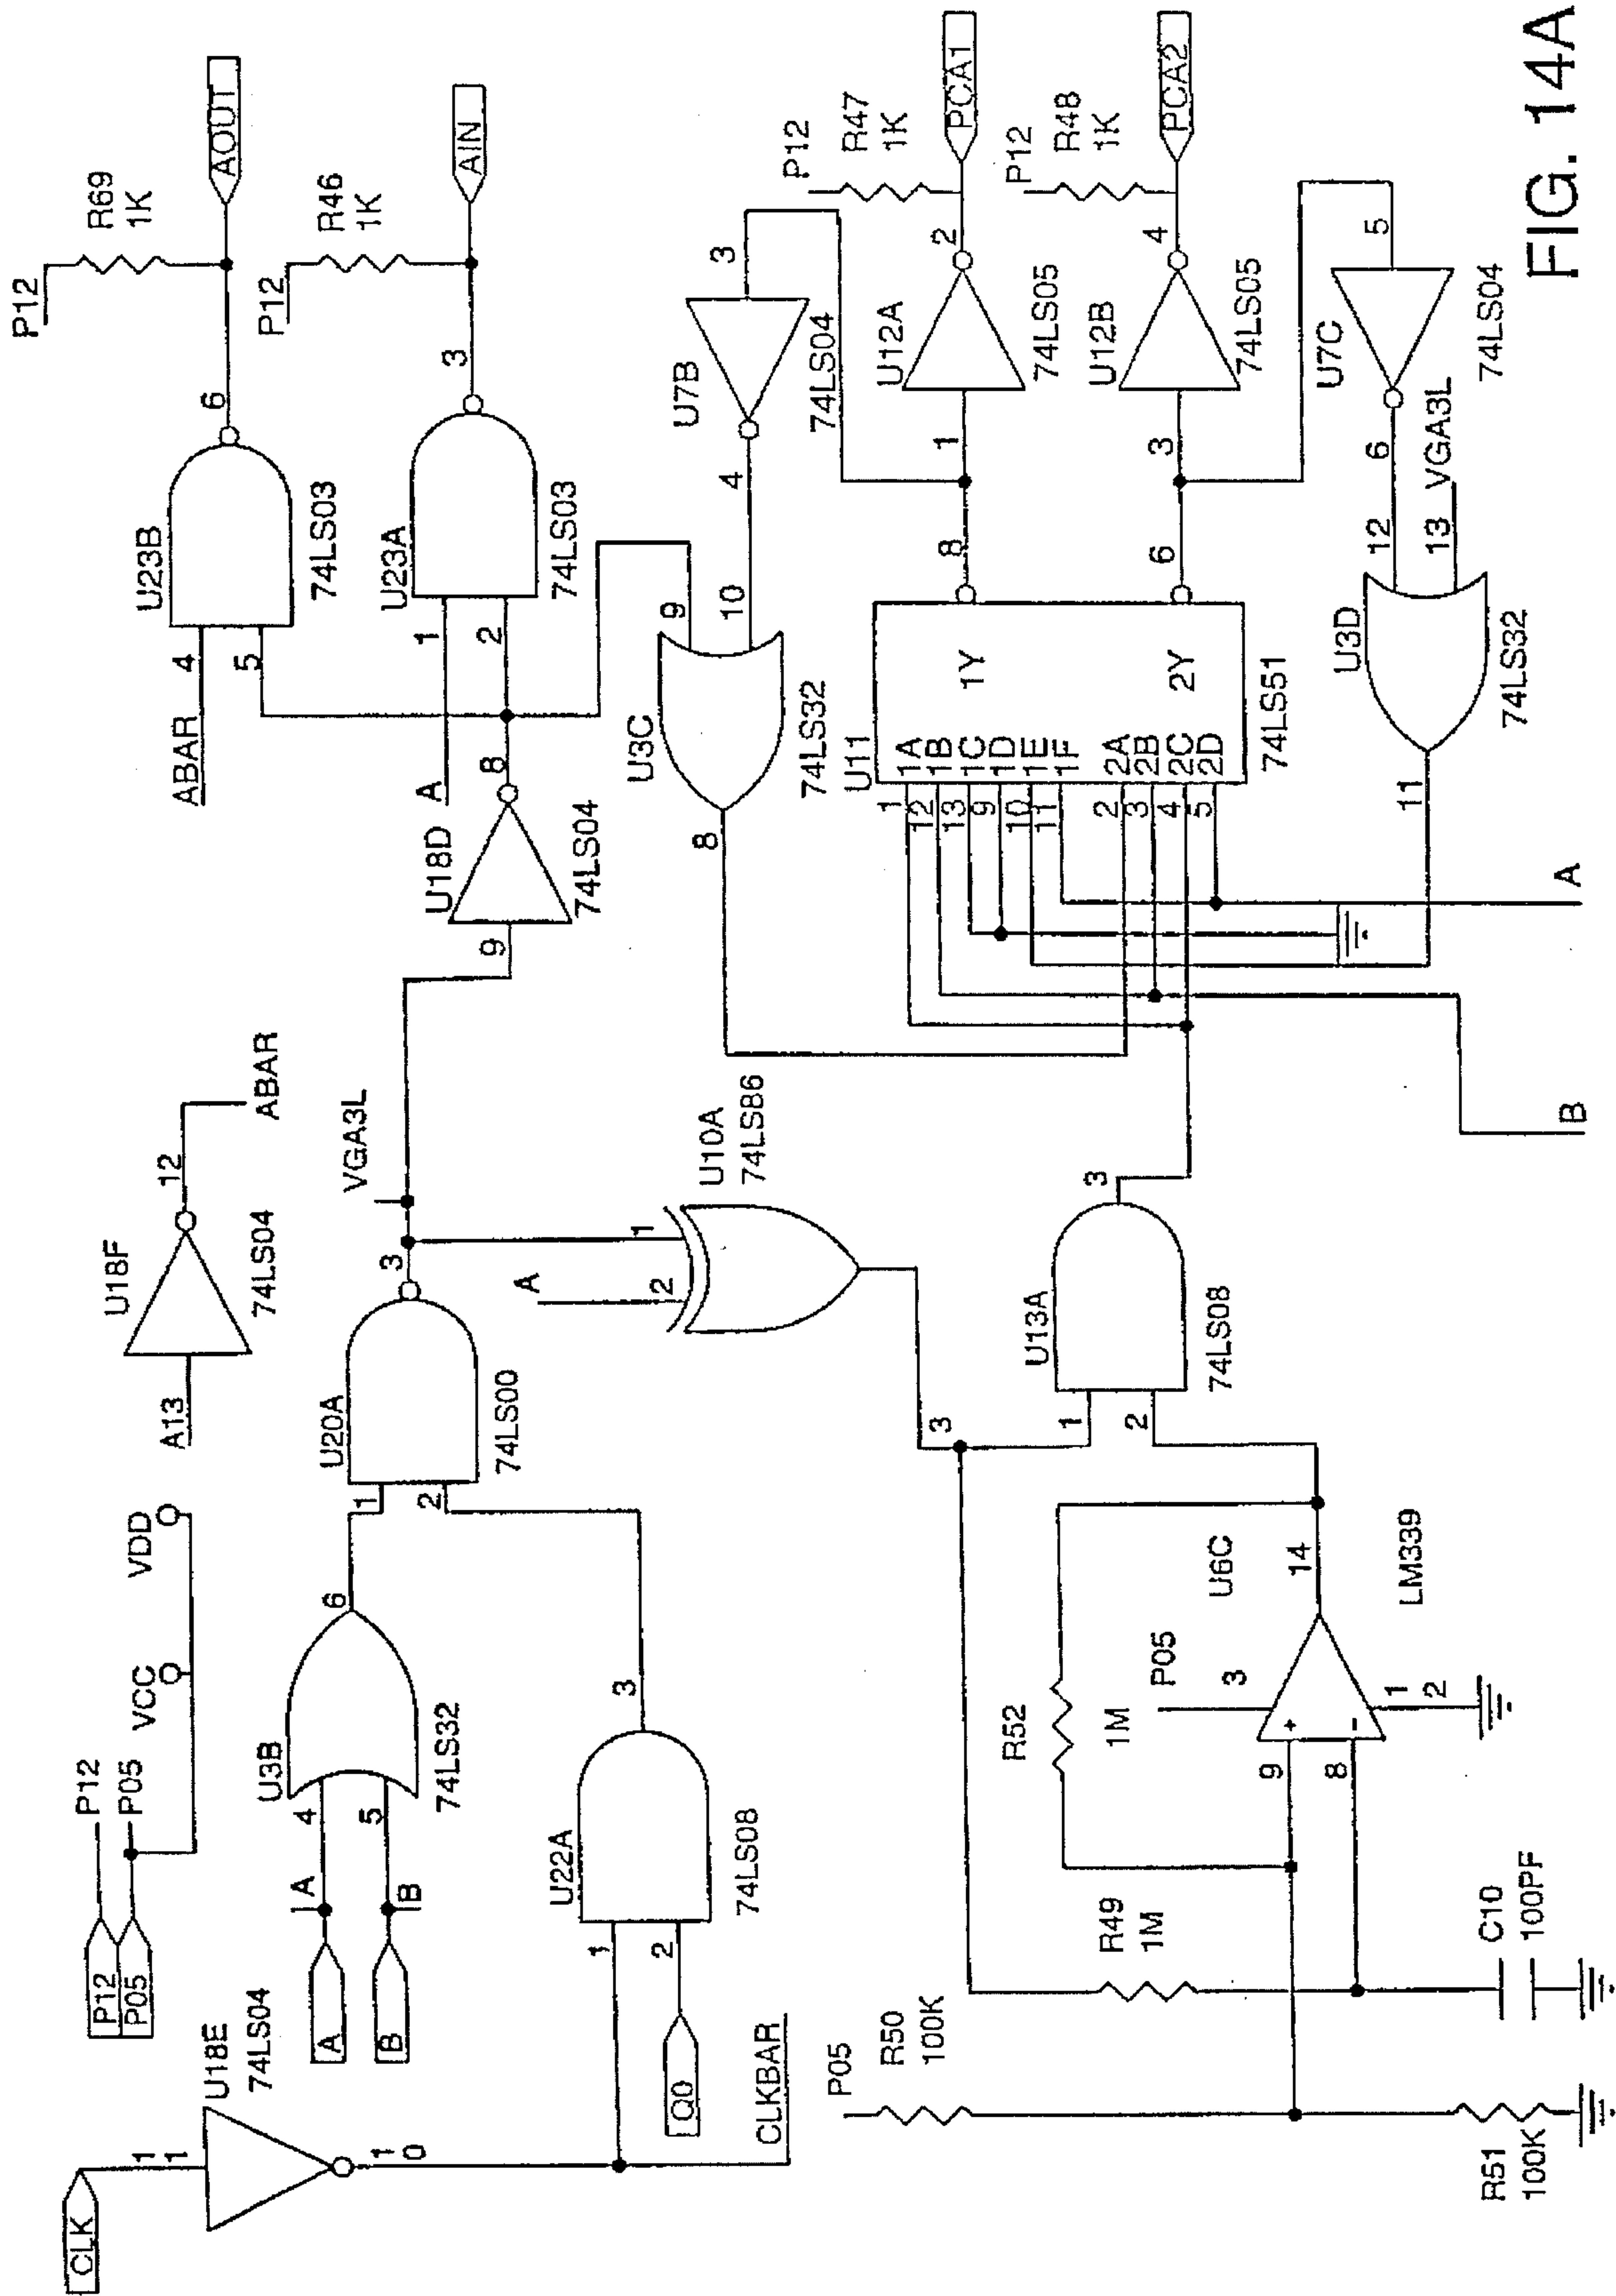 CLK
1
1
U18E
74LS04
1
0
CLKBAR
P12
P05
P12
P05
VCC
VDD
A
B
A
B
4
5
U3B
74LS32
6
Q0
1
2
U22A
74LS08
3
1
2
U20A
74LS00
3
A13
U18F
74LS04
12
ABAR
VGA3L
9
U18D
74LS04
8
A
ABAR
4
5
U23B
74LS03
6
P12
R69
1K
AOUT
1
2
U23A
74LS03
3
P12
R46
1K
AIN
A
2
1
U10A
74LS86
3
P05
R50
100K
R51
100K
R49
1M
C10
100PF
R52
1M
P05
3
9
8
+
-
1
2
U6C
14
LM339
1
2
U13A
74LS08
3
U3C
74LS32
9
10
8
U7B
74LS04
3
4
U11
1A
1B
1C
1D
1E
1F
2A
2B
2C
2D
1
12
13
9
10
11
2
3
4
5
1Y
2Y
8
6
74LS51
1
U12A
74LS05
2
P12
R47
1K
PCA1
3
U12B
74LS05
4
P12
R48
1K
PCA2
5
U7C
74LS04
6
12
13
VGA3L
U3D
74LS32
11
A
B
FIG. 14A